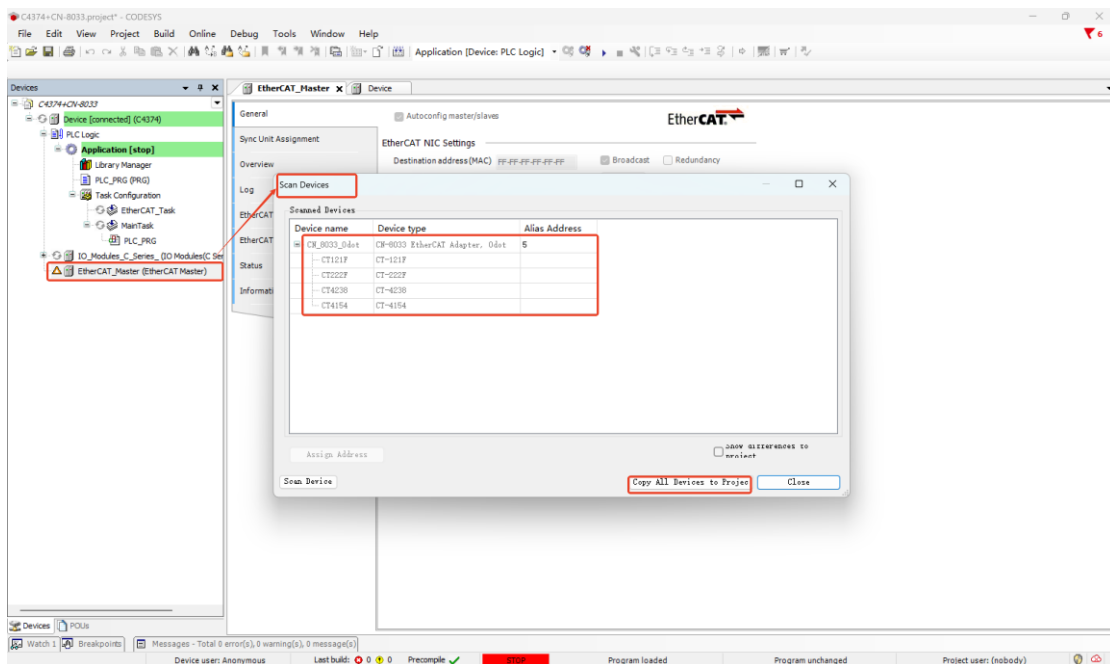 C4374+CN-8033.project* - CODESYS
File Edit View Project Build Online Debug Tools Window Help
Application [Device: PLC Logic]
6
Devices
EtherCAT_Master Device
C4374+CN-8033
Device [connected] (C4374)
PLC Logic
Application [stop]
Library Manager
PLC_PRG (PRG)
Task Configuration
EtherCAT_Task
MainTask
PLC_PRG
IO_Modules_C_Series_ (IO Modules(C Ser
EtherCAT_Master (EtherCAT Master)
General
Sync Unit Assignment
Overview
Log
EtherCAT
EtherCAT
Status
Informati
Autoconfig master/slaves
EtherCAT
EtherCAT NIC Settings
Destination address (MAC) FF-FF-FF-FF-FF-FF Broadcast Redundancy
Scan Devices
Scanned Devices
Device name Device type Alias Address
CN_8033_Odot CN-8033 EtherCAT Adapter, Odot 5
CT121F CT-121F
CT222F CT-222F
CT4238 CT-4238
CT4154 CT-4154
Assign Address
Show differences to
project
Scan Device
Copy All Devices to Projec
Close
Devices POUs
Watch 1 Breakpoints Messages - Total 0 error(s), 0 warning(s), 0 message(s)
Device user: Anonymous Last build: 0 0 Precompile STOP Program loaded Program unchanged Project user: (nobody)